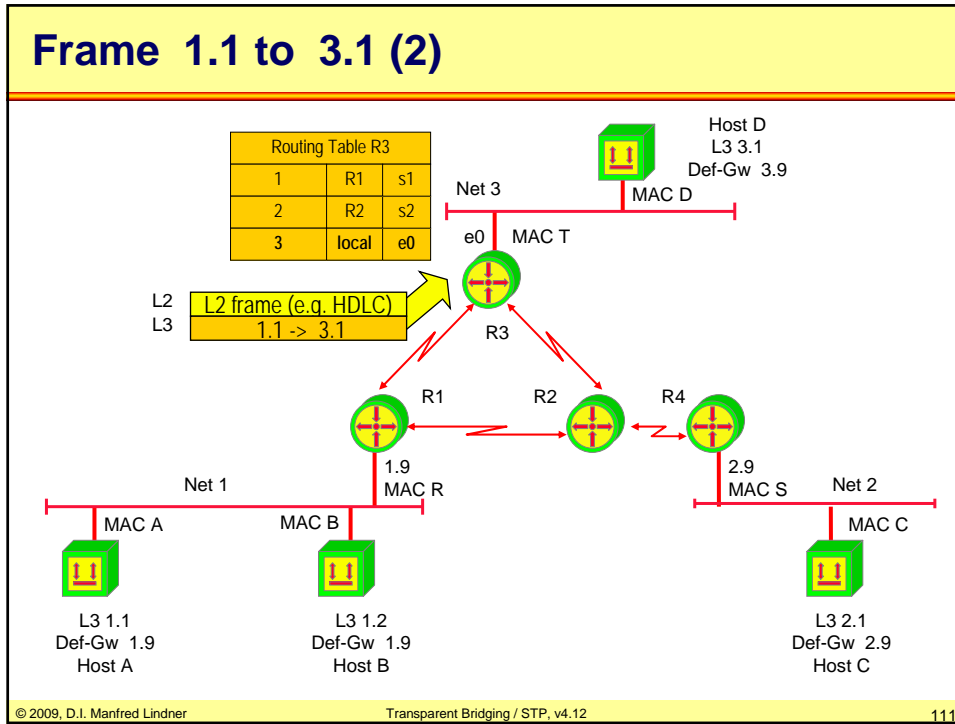 Frame 1.1 to 3.1 (2)
Routing Table R3
1 R1 s1
2 R2 s2
3 local e0
Host D
L3 3.1
Def-Gw 3.9
MAC D
Net 3
e0 MAC T
L2 L2 frame (e.g. HDLC)
L3 1.1 -> 3.1
R3
R1 R2 R4
1.9
MAC R
Net 1
2.9
MAC S
Net 2
MAC A
MAC B
MAC C
L3 1.1
Def-Gw 1.9
Host A
L3 1.2
Def-Gw 1.9
Host B
L3 2.1
Def-Gw 2.9
Host C
© 2009, D.I. Manfred Lindner
Transparent Bridging / STP, v4.12
111